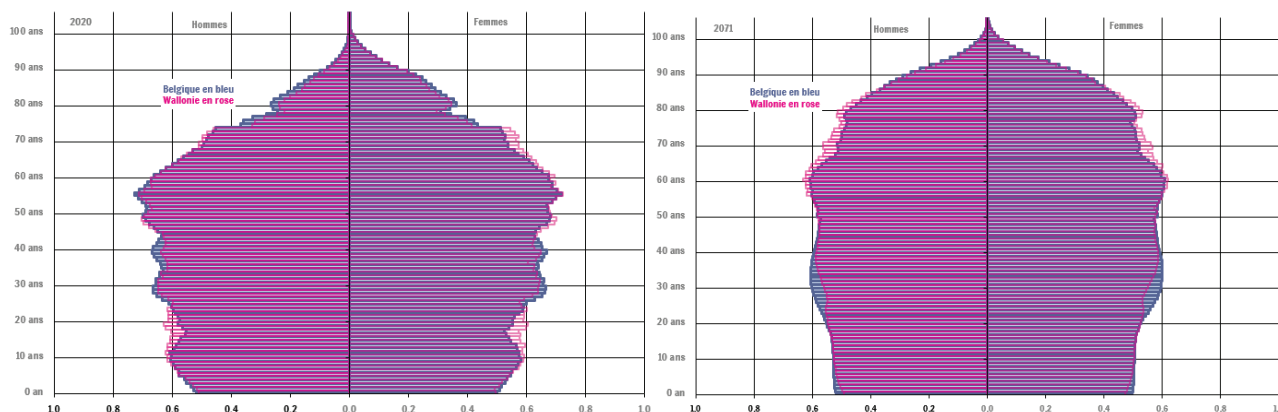 2020
Hommes
Femmes
100 ans
90 ans
Belgique en bleu
Wallonie en rose
80 ans
70 ans
60 ans
50 ans
40 ans
30 ans
20 ans
10 ans
0 an
1.0 0.8 0.6 0.4 0.2 0.0 0.2 0.4 0.6 0.8 1.0
2071
Hommes
Femmes
100 ans
90 ans
Belgique en bleu
Wallonie en rose
80 ans
70 ans
60 ans
50 ans
40 ans
30 ans
20 ans
10 ans
0 an
1.0 0.8 0.6 0.4 0.2 0.0 0.2 0.4 0.6 0.8